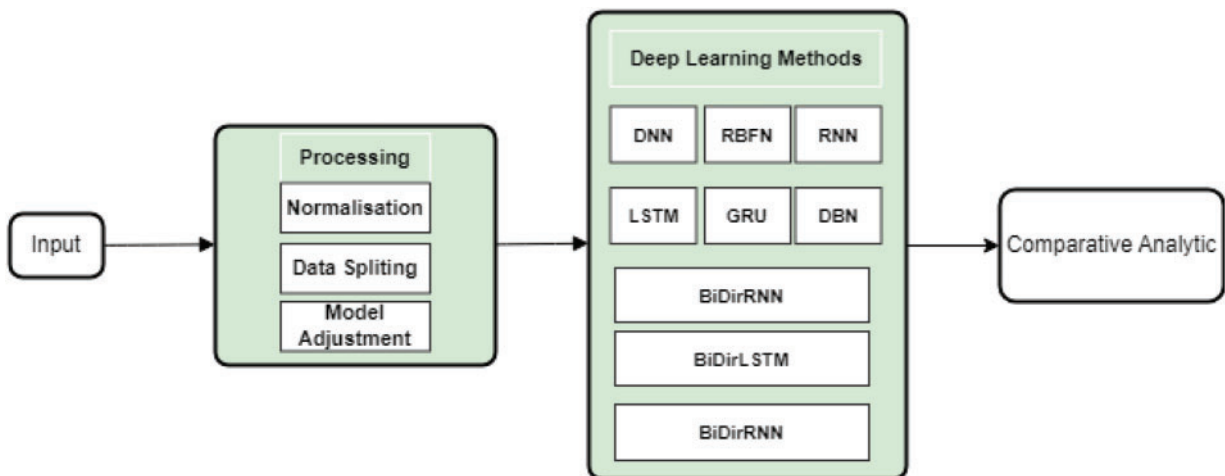 Input
Processing
Normalisation
Data Spliting
Model
Adjustment
Deep Learning Methods
DNN RBFN RNN
LSTM GRU DBN
BiDirRNN
BiDirLSTM
BiDirRNN
Comparative Analytic